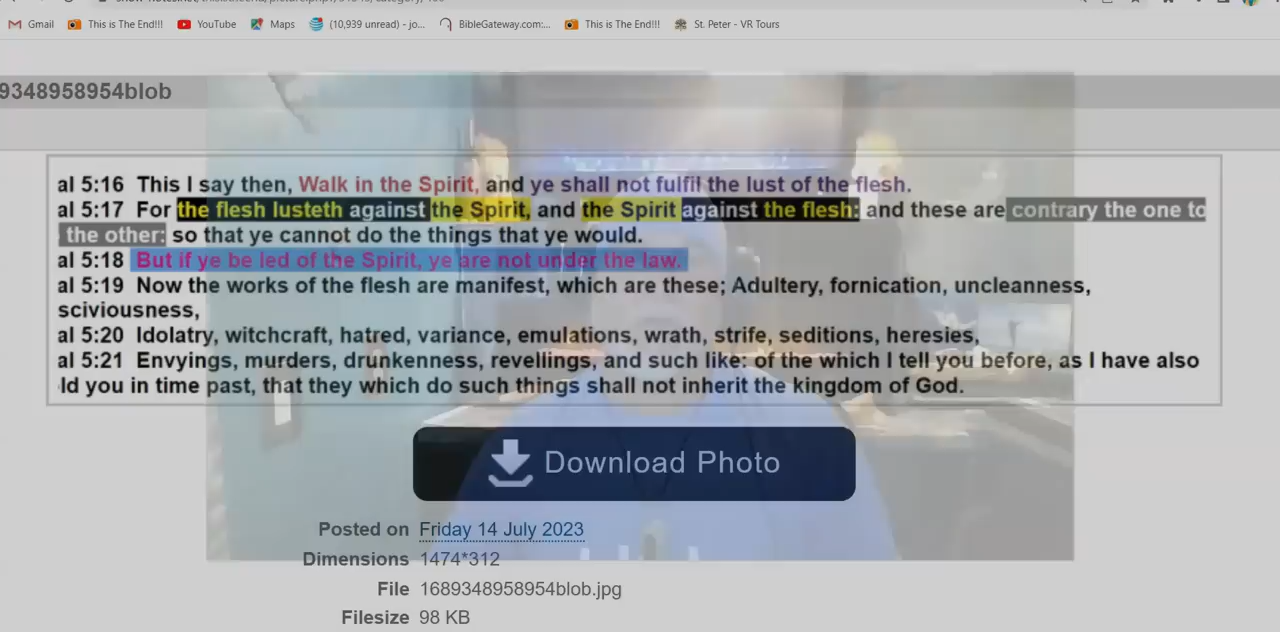 Gmail This is The End!!! YouTube Maps (10,939 unread) - jo... BibleGateway.com:... This is The End!!! St. Peter - VR Tours
9348958954blob
al 5:16 This I say then, Walk in the Spirit, and ye shall not fulfil the lust of the flesh.
al 5:17 For the flesh lusteth against the Spirit, and the Spirit against the flesh: and these are contrary the one to
the other: so that ye cannot do the things that ye would.
al 5:18 But if ye be led of the Spirit, ye are not under the law.
al 5:19 Now the works of the flesh are manifest, which are these; Adultery, fornication, uncleanness,
sciviousness,
al 5:20 Idolatry, witchcraft, hatred, variance, emulations, wrath, strife, seditions, heresies,
al 5:21 Envyings, murders, drunkenness, revellings, and such like: of the which I tell you before, as I have also
ld you in time past, that they which do such things shall not inherit the kingdom of God.
Download Photo
Posted on Friday 14 July 2023
Dimensions 1474*312
File 1689348958954blob.jpg
Filesize 98 KB